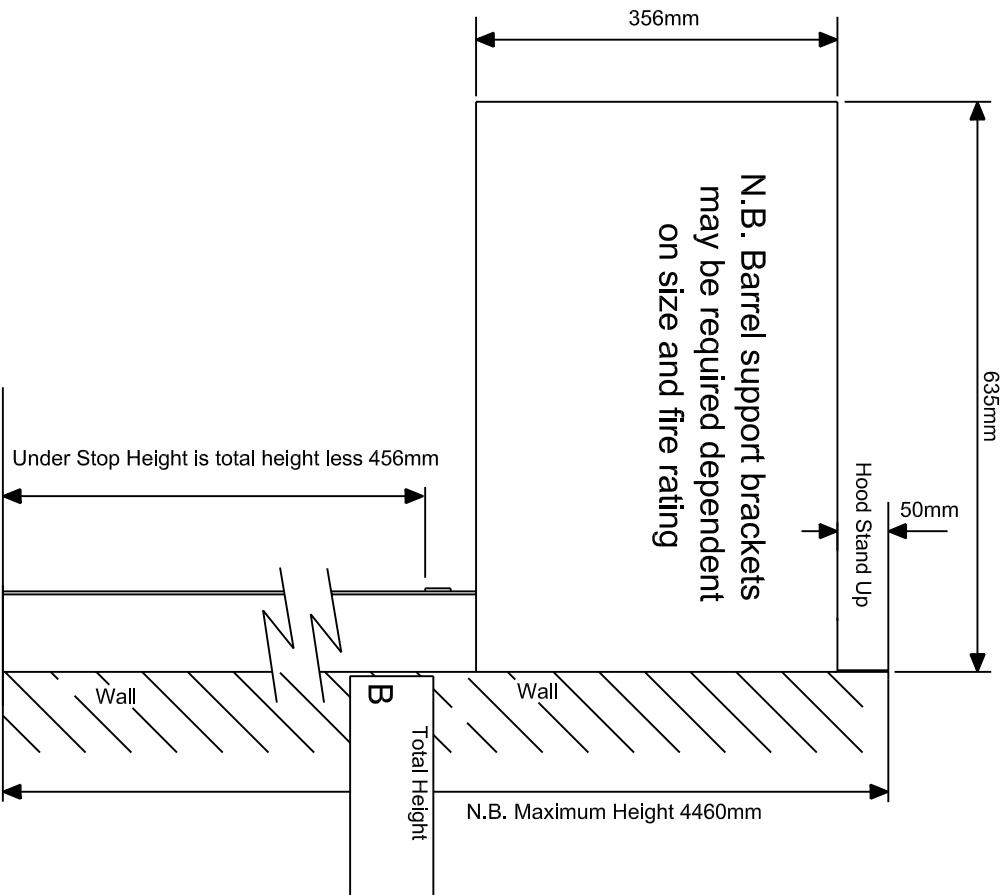 356mm
N.B. Barrel support brackets
may be required dependent
on size and fire rating
635mm
Under Stop Height is total height less 456mm
50mm
Hood Stand Up
Wall
Wall
B
Total Height
N.B. Maximum Height 4460mm